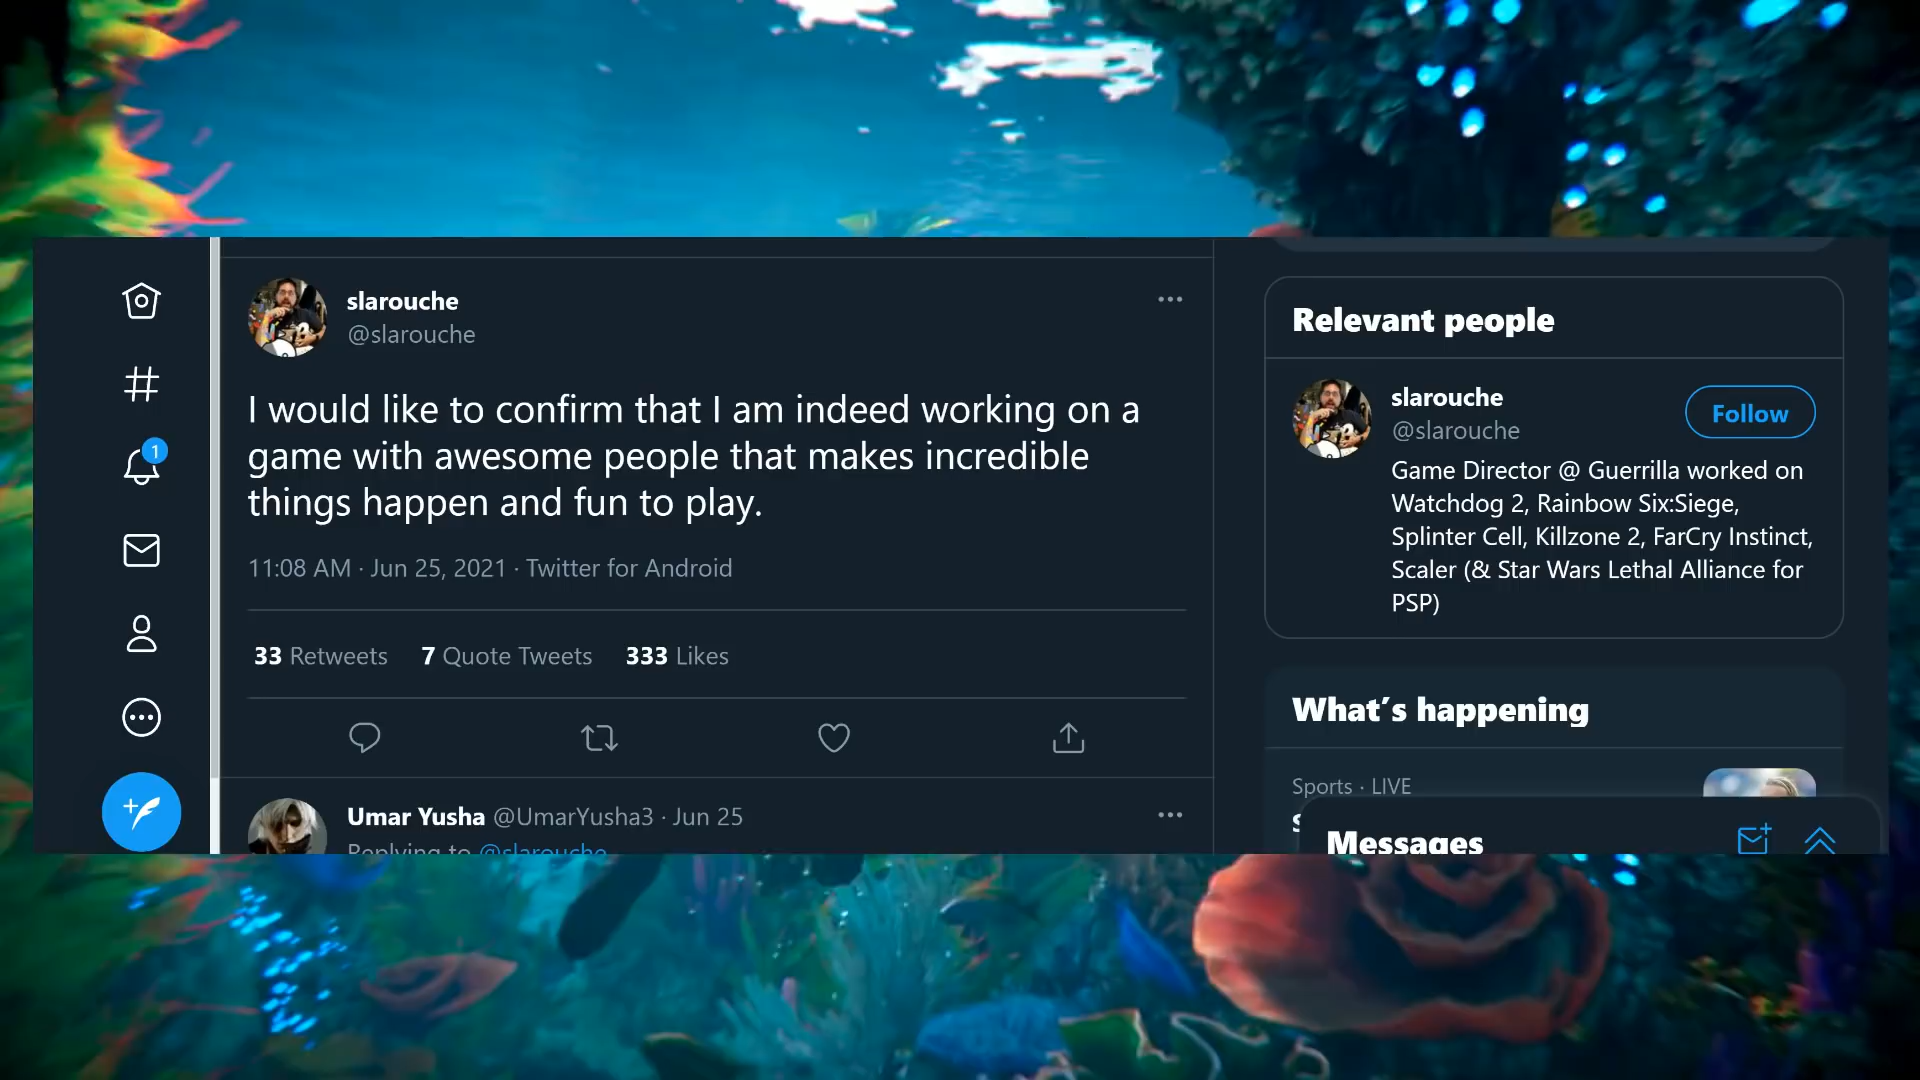 slarouche
@slarouche
I would like to confirm that I am indeed working on a
game with awesome people that makes incredible
things happen and fun to play.
11:08 AM · Jun 25, 2021 · Twitter for Android
33 Retweets 7 Quote Tweets 333 Likes
Umar Yusha @UmarYusha3 · Jun 25
Replying to @slarouche
1
Relevant people
slarouche
@slarouche
Follow
Game Director @ Guerrilla worked on
Watchdog 2, Rainbow Six:Siege,
Splinter Cell, Killzone 2, FarCry Instinct,
Scaler (& Star Wars Lethal Alliance for
PSP)
What's happening
Sports · LIVE
Messages